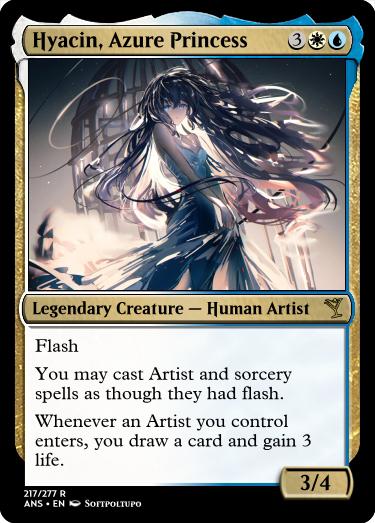 Hyacin, Azure Princess 3
Legendary Creature — Human Artist
Flash
You may cast Artist and sorcery
spells as though they had flash.
Whenever an Artist you control
enters, you draw a card and gain 3
life.
3/4
217/277 R
ANS • EN Softpoltupo